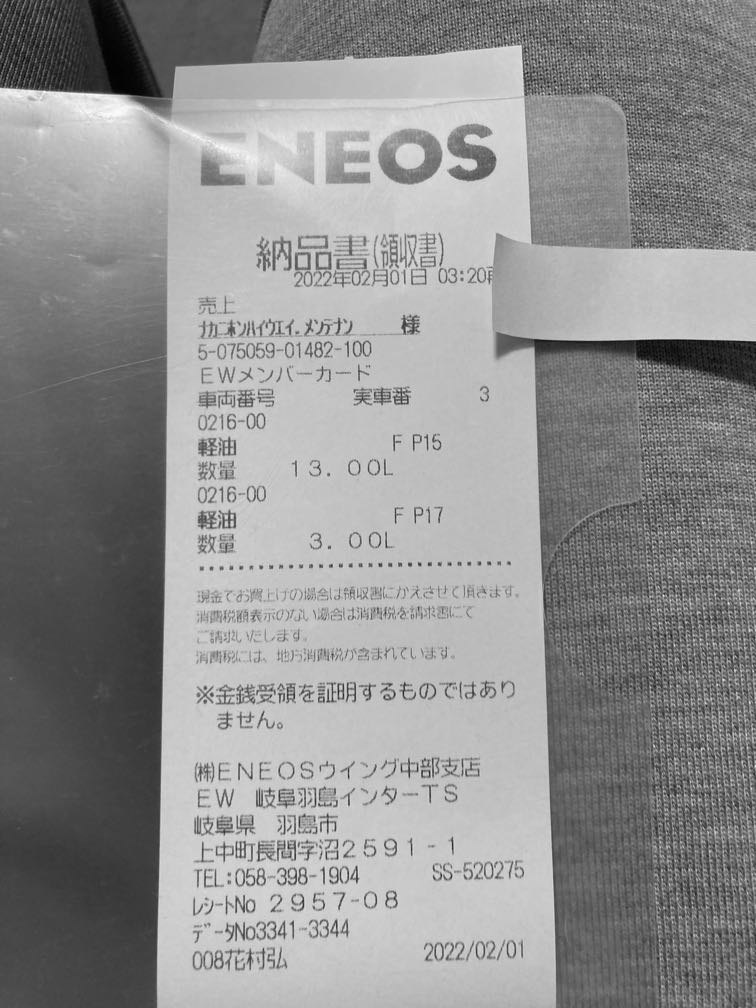 ENEOS
納品書(領収書)
2022年02月01日 03:20再
売上
ﾅｶﾆﾎﾝﾊｲｳｴｲ.ﾒﾝﾃﾅﾝ 様
5-075059-01482-100
EWメンバーカード
車両番号 実車番 3
0216-00
軽油 F P15
数量 13.00L
0216-00
軽油 F P17
数量 3.00L
現金でお買上げの場合は領収書にかえさせて頂きます。
消費税額表示のない場合は消費税を請求書にて
ご請求いたします。
消費税には、地方消費税が含まれています。
※金銭受領を証明するものではあり
ません。
㈱ENEOSウイング中部支店
EW 岐阜羽島インターTS
岐阜県 羽島市
上中町長間字沼2591-1
TEL:058-398-1904 SS-520275
ﾚｼｰﾄNo 2957-08
ﾃﾞｰﾀNo3341-3344
008花村弘 2022/02/01